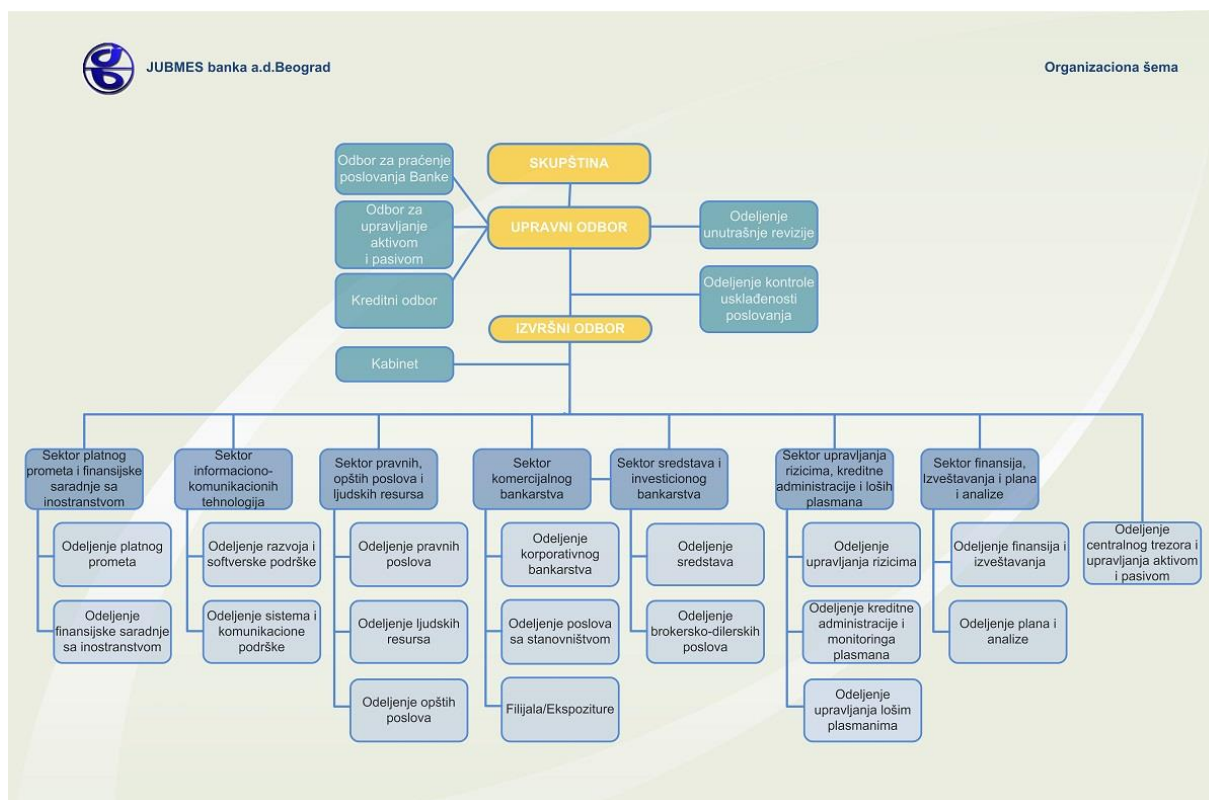 JUBMES banka a.d.Beograd
Organizaciona šema
Odbor za praćenje
poslovanja Banke
SKUPŠTINA
Odbor za
upravljanje
aktivom
i pasivom
UPRAVNI ODBOR
Odeljenje
unutrašnje revizije
Kreditni odbor
Odeljenje kontrole
usklađenosti
poslovanja
IZVRŠNI ODBOR
Kabinet
Sektor platnog
prometa i finansijske
saradnje sa
inostranstvom
Sektor
informaciono-
komunikacionih
tehnologija
Sektor pravnih,
opštih poslova i
ljudskih resursa
Sektor
komercijalnog
bankarstva
Sektor sredstava i
investicionog
bankarstva
Sektor upravljanja
rizicima, kreditne
administracije i loših
plasmana
Sektor finansija,
Izveštavanja i plana
i analize
Odeljenje platnog
prometa
Odeljenje razvoja i
softverske podrške
Odeljenje pravnih
poslova
Odeljenje
korporativnog
bankarstva
Odeljenje
sredstava
Odeljenje
upravljanja rizicima
Odeljenje finansija i
izveštavanja
Odeljenje
centralnog trezora i
upravljanja aktivom
i pasivom
Odeljenje
finansijske saradnje
sa inostranstvom
Odeljenje sistema i
komunikacione
podrške
Odeljenje ljudskih
resursa
Odeljenje poslova
sa stanovništvom
Odeljenje
brokersko-dilerskih
poslova
Odeljenje kreditne
administracije i
monitoringa
plasmana
Odeljenje plana i
analize
Odeljenje opštih
poslova
Filijala/Ekspoziture
Odeljenje
upravljanja lošim
plasmanima